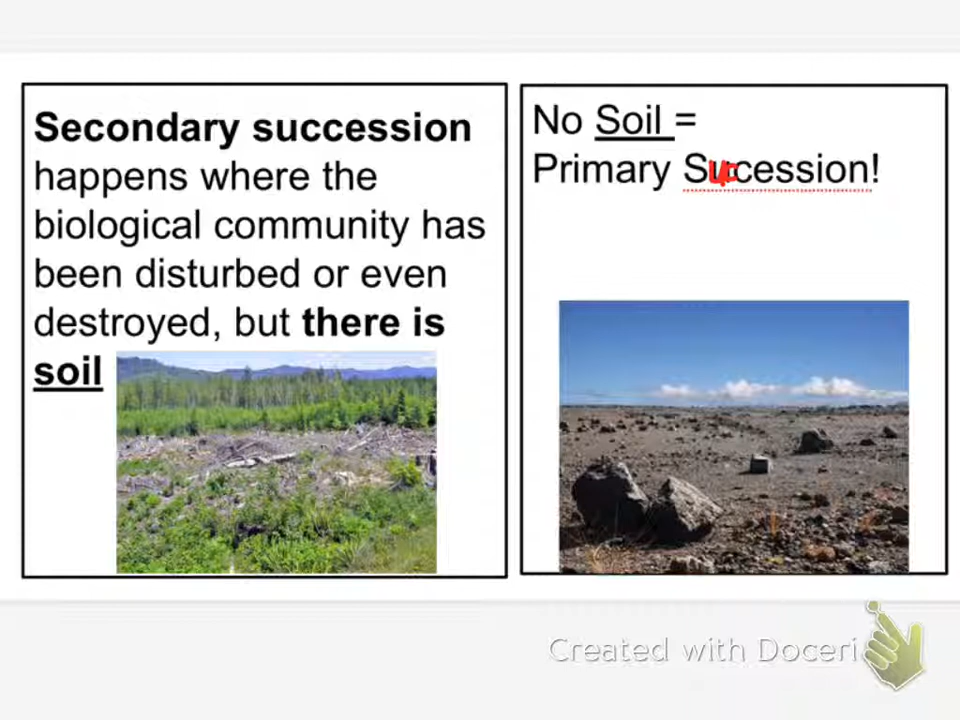 Secondary succession
happens where the
biological community has
been disturbed or even
destroyed, but there is
soil
No Soil =
Primary Sucession!
Created with Doceri